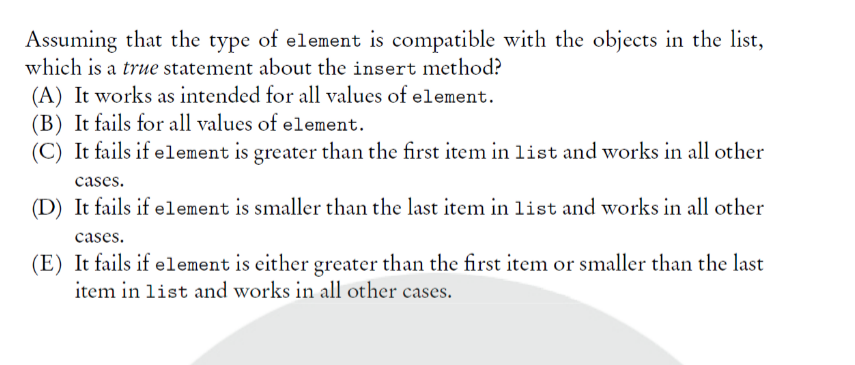 Assuming that the type of element is compatible with the objects in the list,
which is a true statement about the insert method?
(A) It works as intended for all values of element.
(B) It fails for all values of element.
(C) It fails if element is greater than the first item in list and works in all other
cases.
(D) It fails if element is smaller than the last item in list and works in all other
cases.
(E) It fails if element is either greater than the first item or smaller than the last
item in list and works in all other cases.